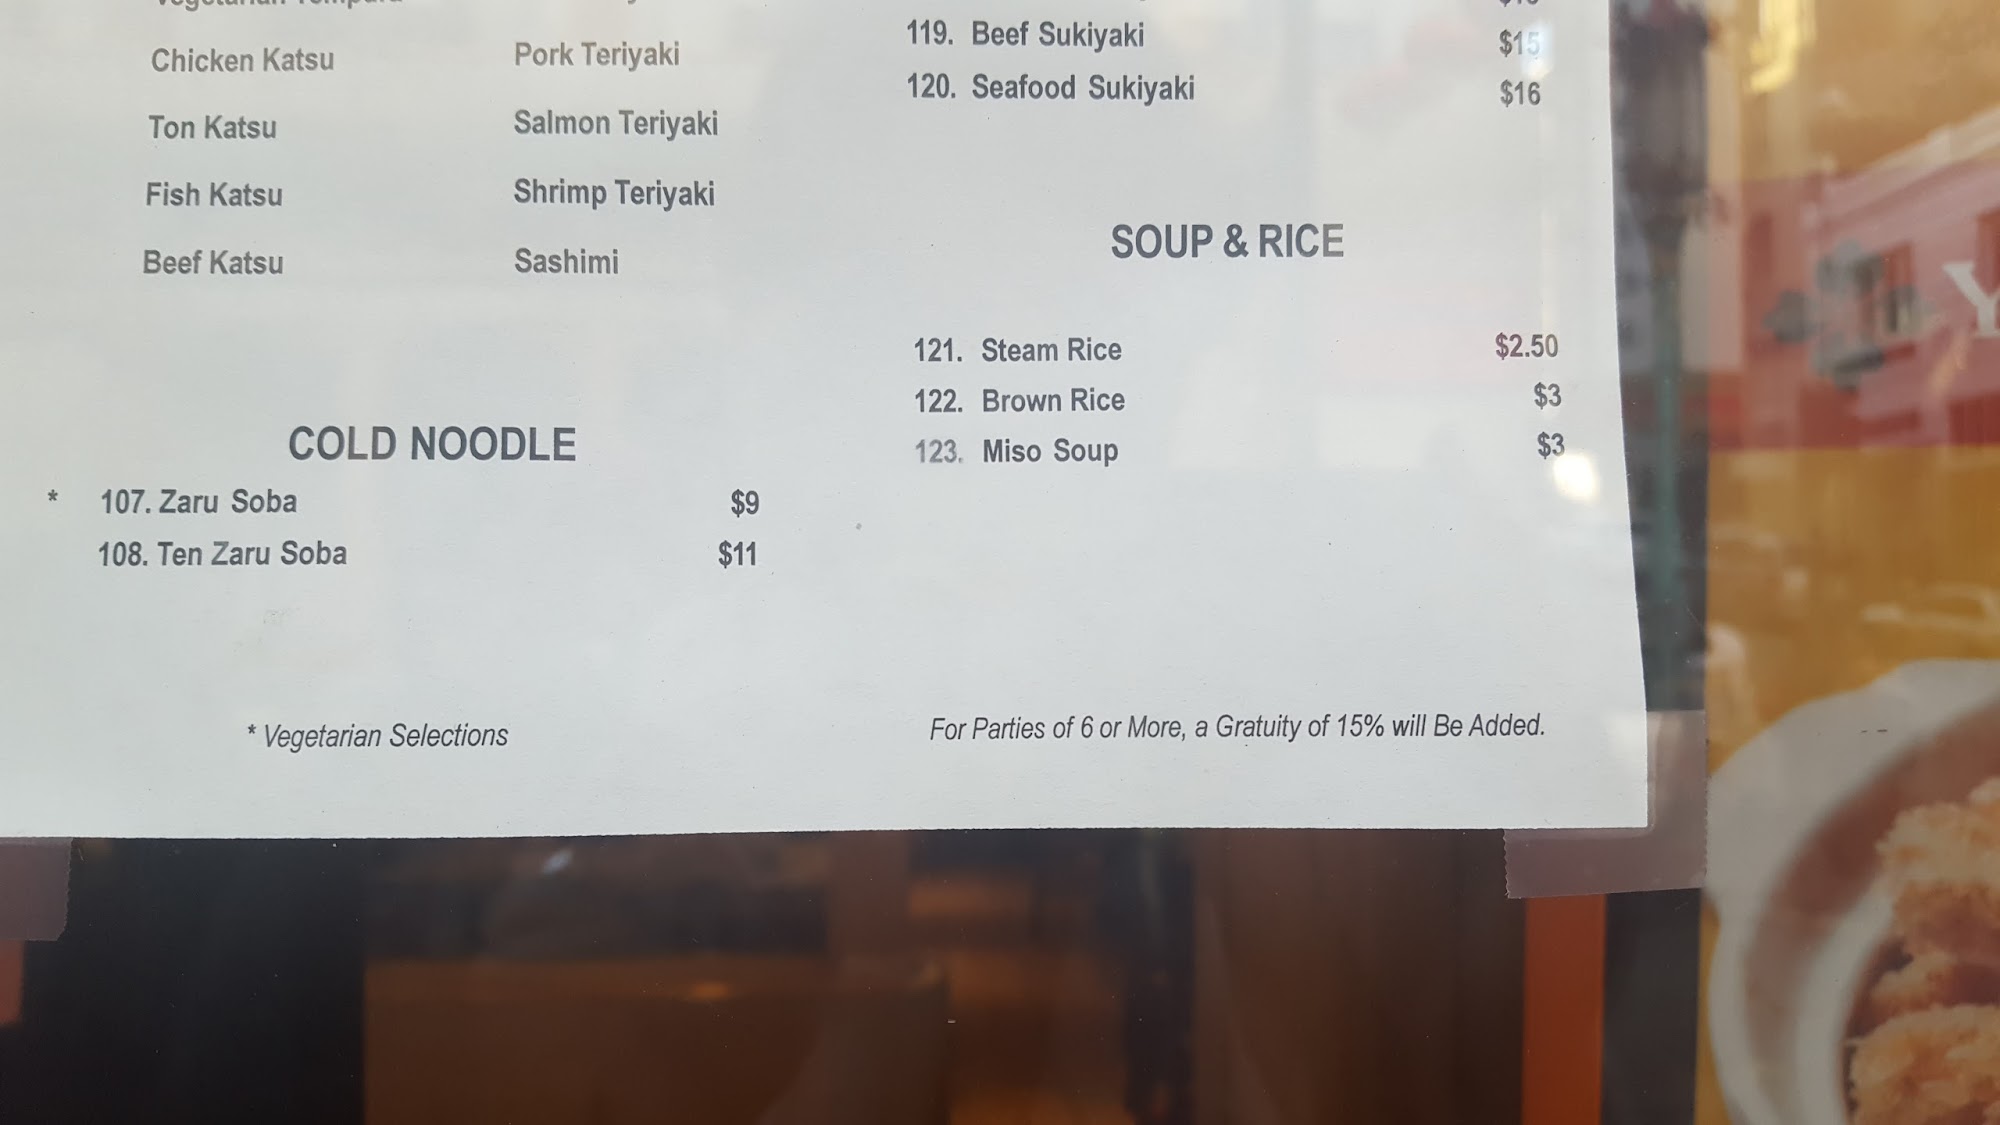 Vegetarian Tempura
Chicken Katsu
Ton Katsu
Fish Katsu
Beef Katsu
Pork Teriyaki
Salmon Teriyaki
Shrimp Teriyaki
Sashimi
COLD NOODLE
* 107. Zaru Soba $9
108. Ten Zaru Soba $11
* Vegetarian Selections
119. Beef Sukiyaki $15
120. Seafood Sukiyaki $16
SOUP & RICE
121. Steam Rice $2.50
122. Brown Rice $3
123. Miso Soup $3
For Parties of 6 or More, a Gratuity of 15% will Be Added.
Y